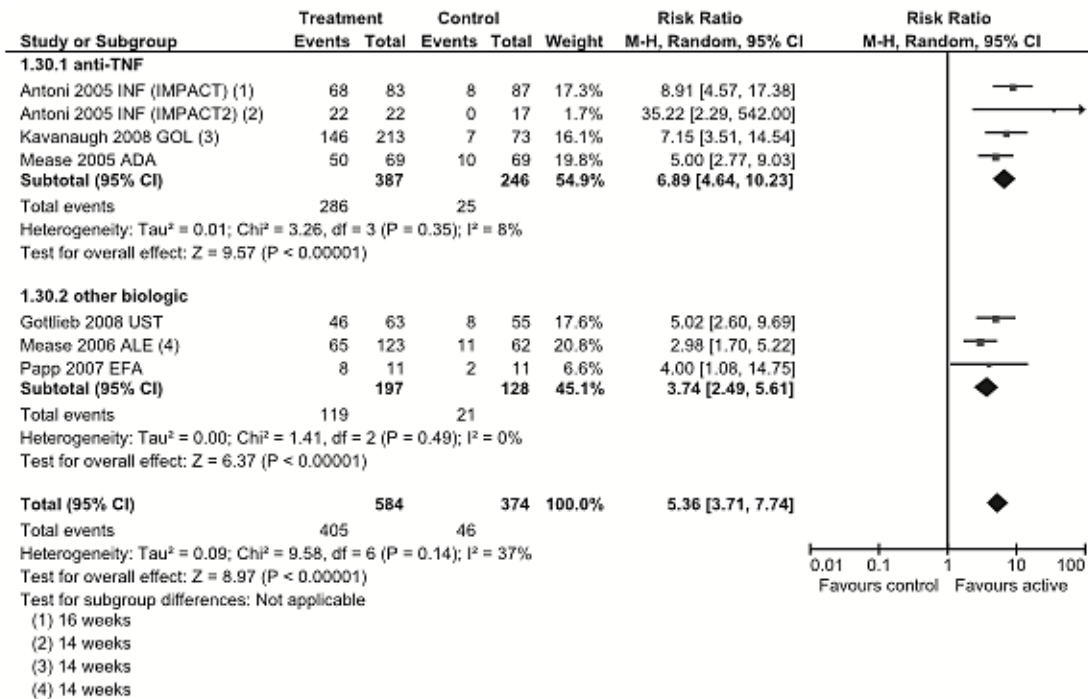 Treatment Control Risk Ratio Risk Ratio
Study or Subgroup Events Total Events Total Weight M-H, Random, 95% CI M-H, Random, 95% CI
1.30.1 anti-TNF
Antoni 2005 INF (IMPACT) (1) 68 83 8 87 17.3% 8.91 [4.57, 17.38]
Antoni 2005 INF (IMPACT2) (2) 22 22 0 17 1.7% 35.22 [2.29, 542.00]
Kavanaugh 2008 GOL (3) 146 213 7 73 16.1% 7.15 [3.51, 14.54]
Mease 2005 ADA 50 69 10 69 19.8% 5.00 [2.77, 9.03]
Subtotal (95% CI) 387 246 54.9% 6.89 [4.64, 10.23]
Total events 286 25
Heterogeneity: Tau² = 0.01; Chi² = 3.26, df = 3 (P = 0.35); I² = 8%
Test for overall effect: Z = 9.57 (P < 0.00001)
1.30.2 other biologic
Gottlieb 2008 UST 46 63 8 55 17.6% 5.02 [2.60, 9.69]
Mease 2006 ALE (4) 65 123 11 62 20.8% 2.98 [1.70, 5.22]
Papp 2007 EFA 8 11 2 11 6.6% 4.00 [1.08, 14.75]
Subtotal (95% CI) 197 128 45.1% 3.74 [2.49, 5.61]
Total events 119 21
Heterogeneity: Tau² = 0.00; Chi² = 1.41, df = 2 (P = 0.49); I² = 0%
Test for overall effect: Z = 6.37 (P < 0.00001)
Total (95% CI) 584 374 100.0% 5.36 [3.71, 7.74]
Total events 405 46
Heterogeneity: Tau² = 0.09; Chi² = 9.58, df = 6 (P = 0.14); I² = 37%
Test for overall effect: Z = 8.97 (P < 0.00001)
Test for subgroup differences: Not applicable
0.01 0.1 1 10 100
Favours control Favours active
(1) 16 weeks
(2) 14 weeks
(3) 14 weeks
(4) 14 weeks